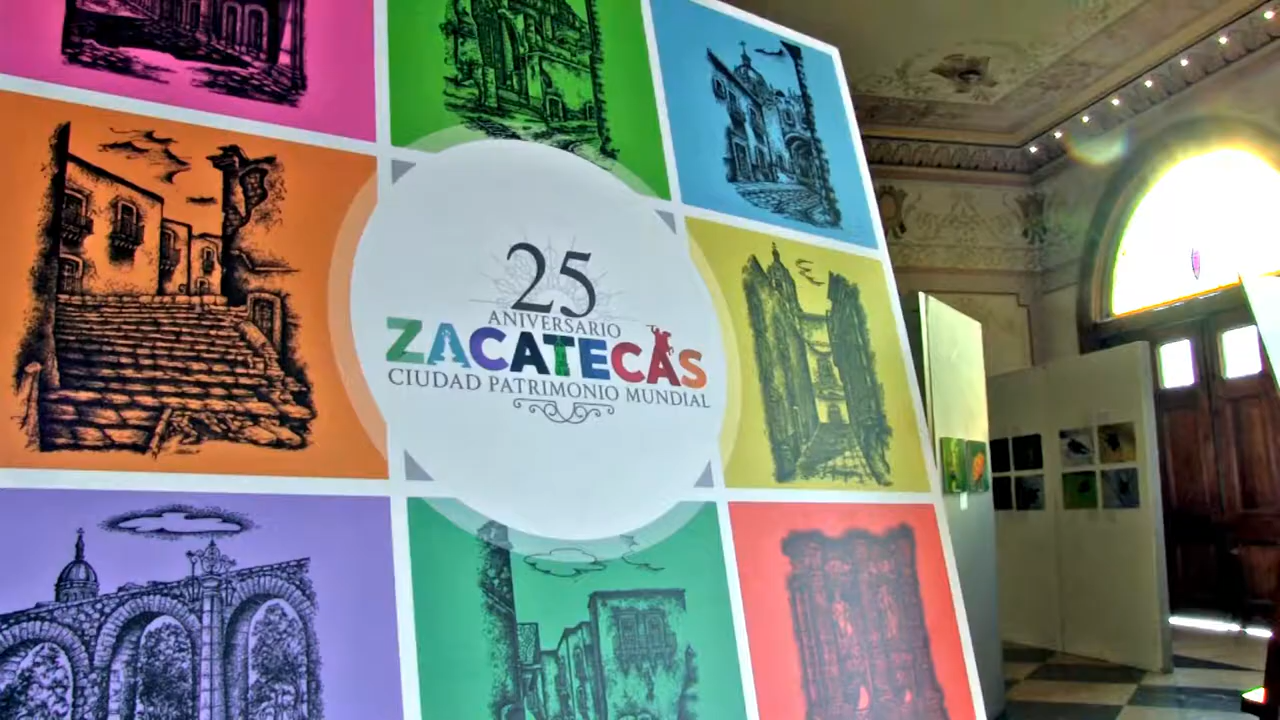 25
ANIVERSARIO
ZACATECAS
CIUDAD PATRIMONIO MUNDIAL